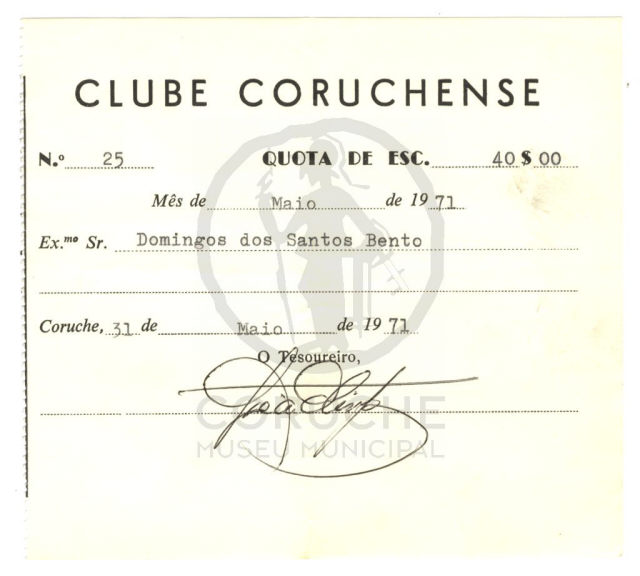 CLUBE CORUCHENSE
N.º 25 QUOTA DE ESC. 40$00
Mês de Maio de 1971
Ex.mo Sr. Domingos dos Santos Bento
Coruche, 31 de Maio de 1971
O Tesoureiro,
CORUCHE
MUSEU MUNICIPAL